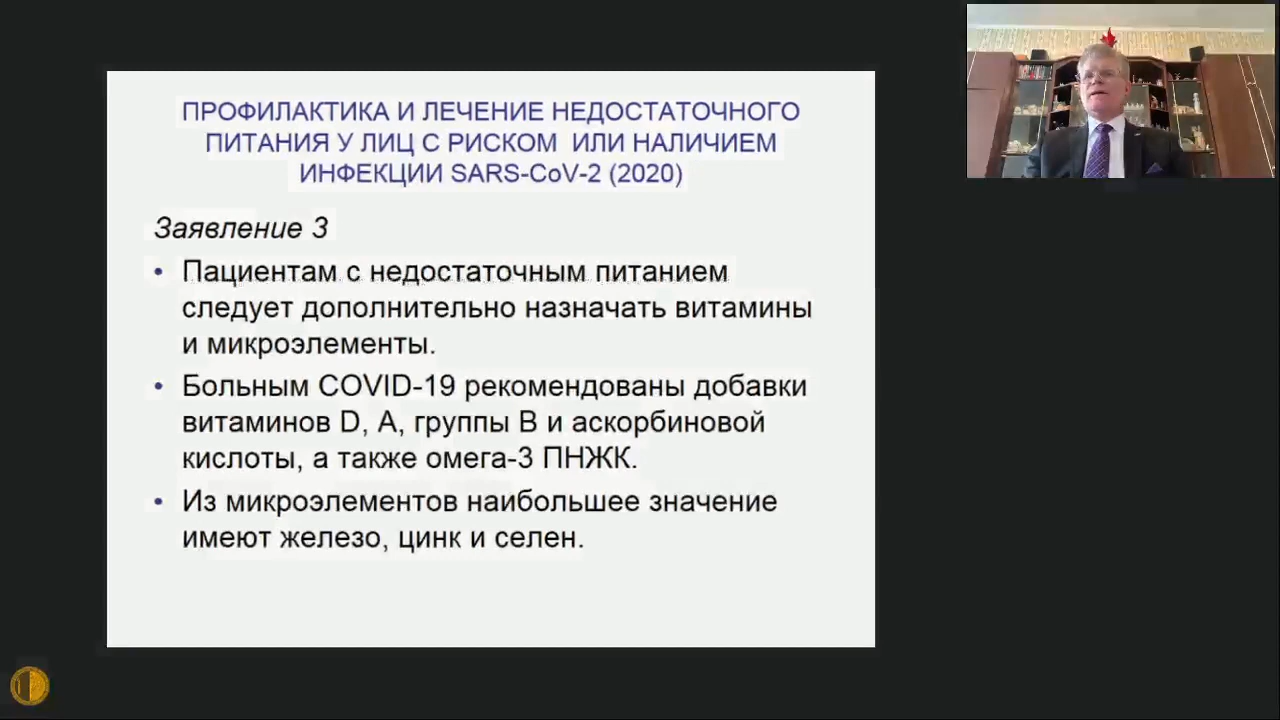 ПРОФИЛАКТИКА И ЛЕЧЕНИЕ НЕДОСТАТОЧНОГО
ПИТАНИЯ У ЛИЦ С РИСКОМ ИЛИ НАЛИЧИЕМ
ИНФЕКЦИИ SARS-CoV-2 (2020)
Заявление 3
• Пациентам с недостаточным питанием
следует дополнительно назначать витамины
и микроэлементы.
• Больным COVID-19 рекомендованы добавки
витаминов D, А, группы В и аскорбиновой
кислоты, а также омега-3 ПНЖК.
• Из микроэлементов наибольшее значение
имеют железо, цинк и селен.